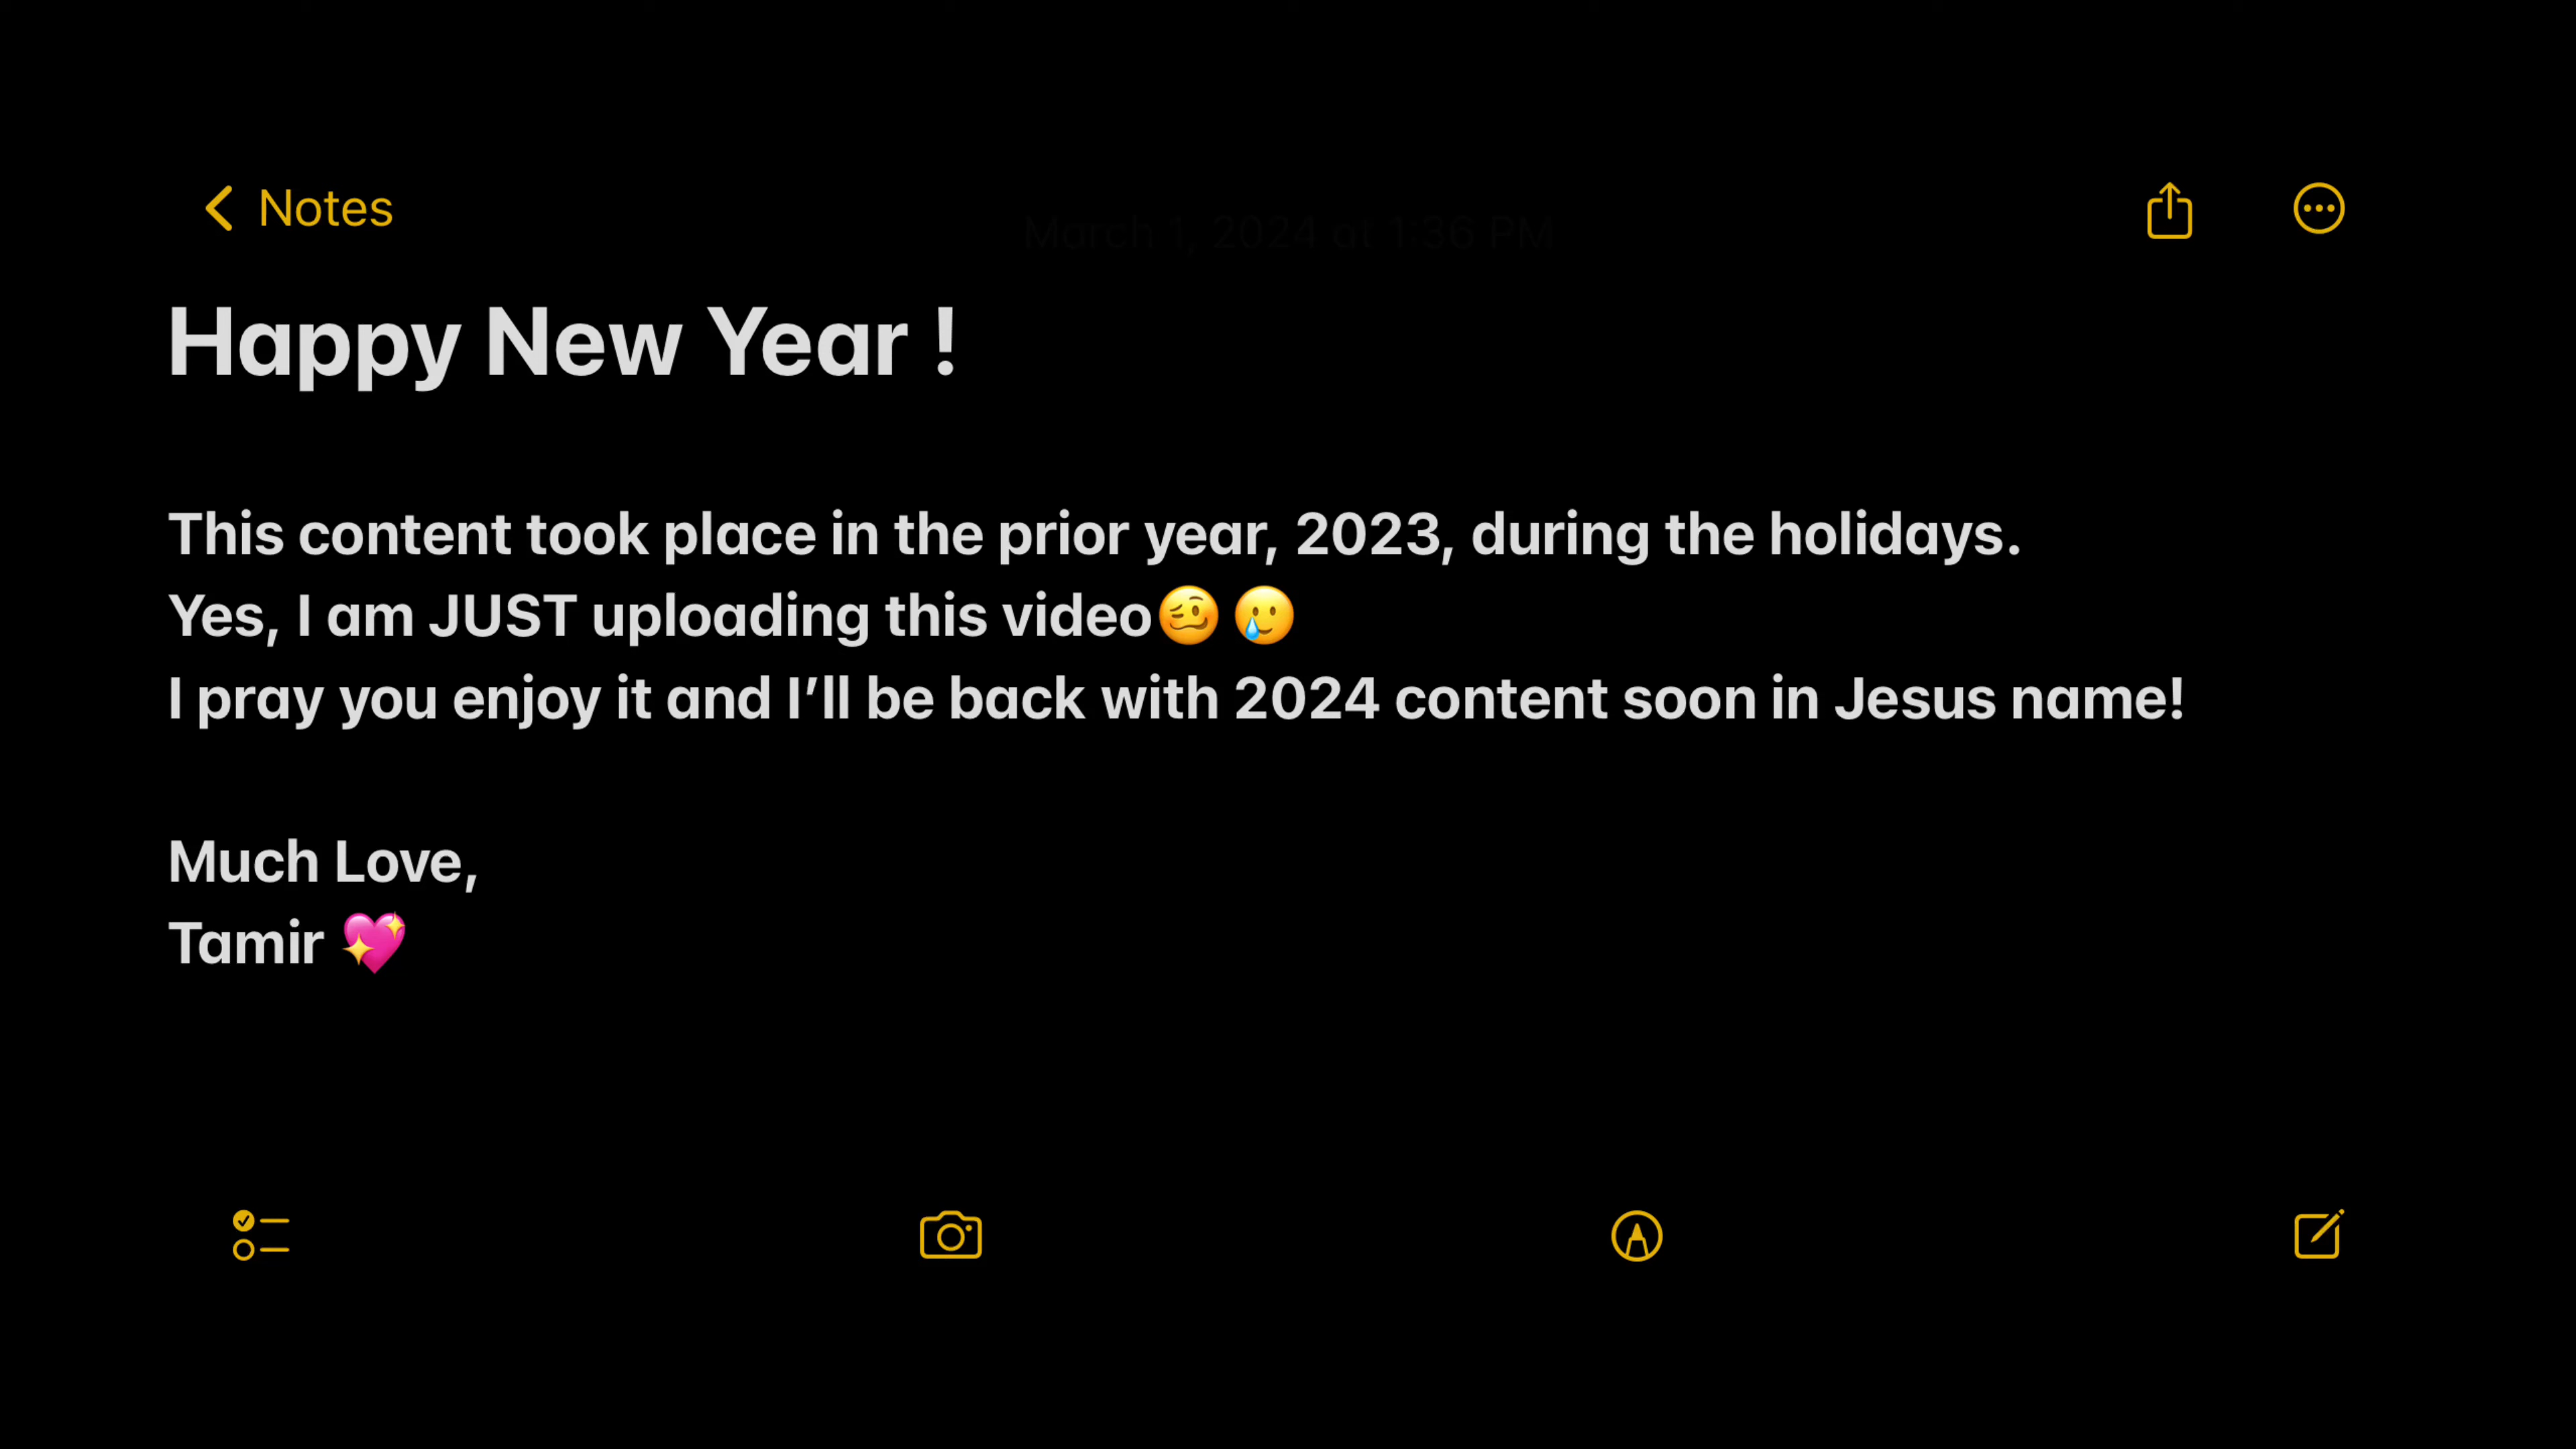 Notes
March 1, 2024 at 1:36 PM
Happy New Year !
This content took place in the prior year, 2023, during the holidays.
Yes, I am JUST uploading this video🥴 🥲
I pray you enjoy it and I’ll be back with 2024 content soon in Jesus name!
Much Love,
Tamir 💖